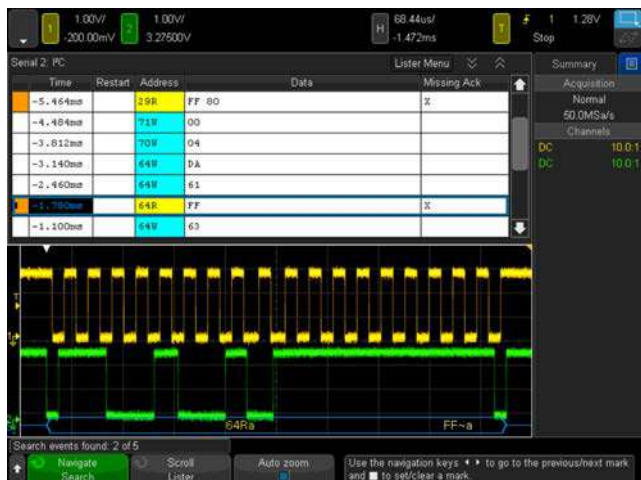 1 1.00V/ 2 1.00V/ H 68.44us/ T 1 1.28V
-200.00mV 3.27500V -1.472ms Stop
Serial 2: I²C Lister Menu Summary
Time Restart Address Data Missing Ack
-5.464ms 29R FF 80 X
-4.484ms 71W 00
-3.812ms 70W 04
-3.140ms 64W DA
-2.460ms 64W 61
-1.780ms 64R FF X
-1.100ms 64W 63
Acquisition
Normal
50.0MSa/s
Channels
DC 10.0:1
DC 10.0:1
T
64Ra FF~a
Search events found: 2 of 5
Navigate
Search
Scroll
Lister
Auto zoom
Use the navigation keys to go to the previous/next mark
and to set/clear a mark.